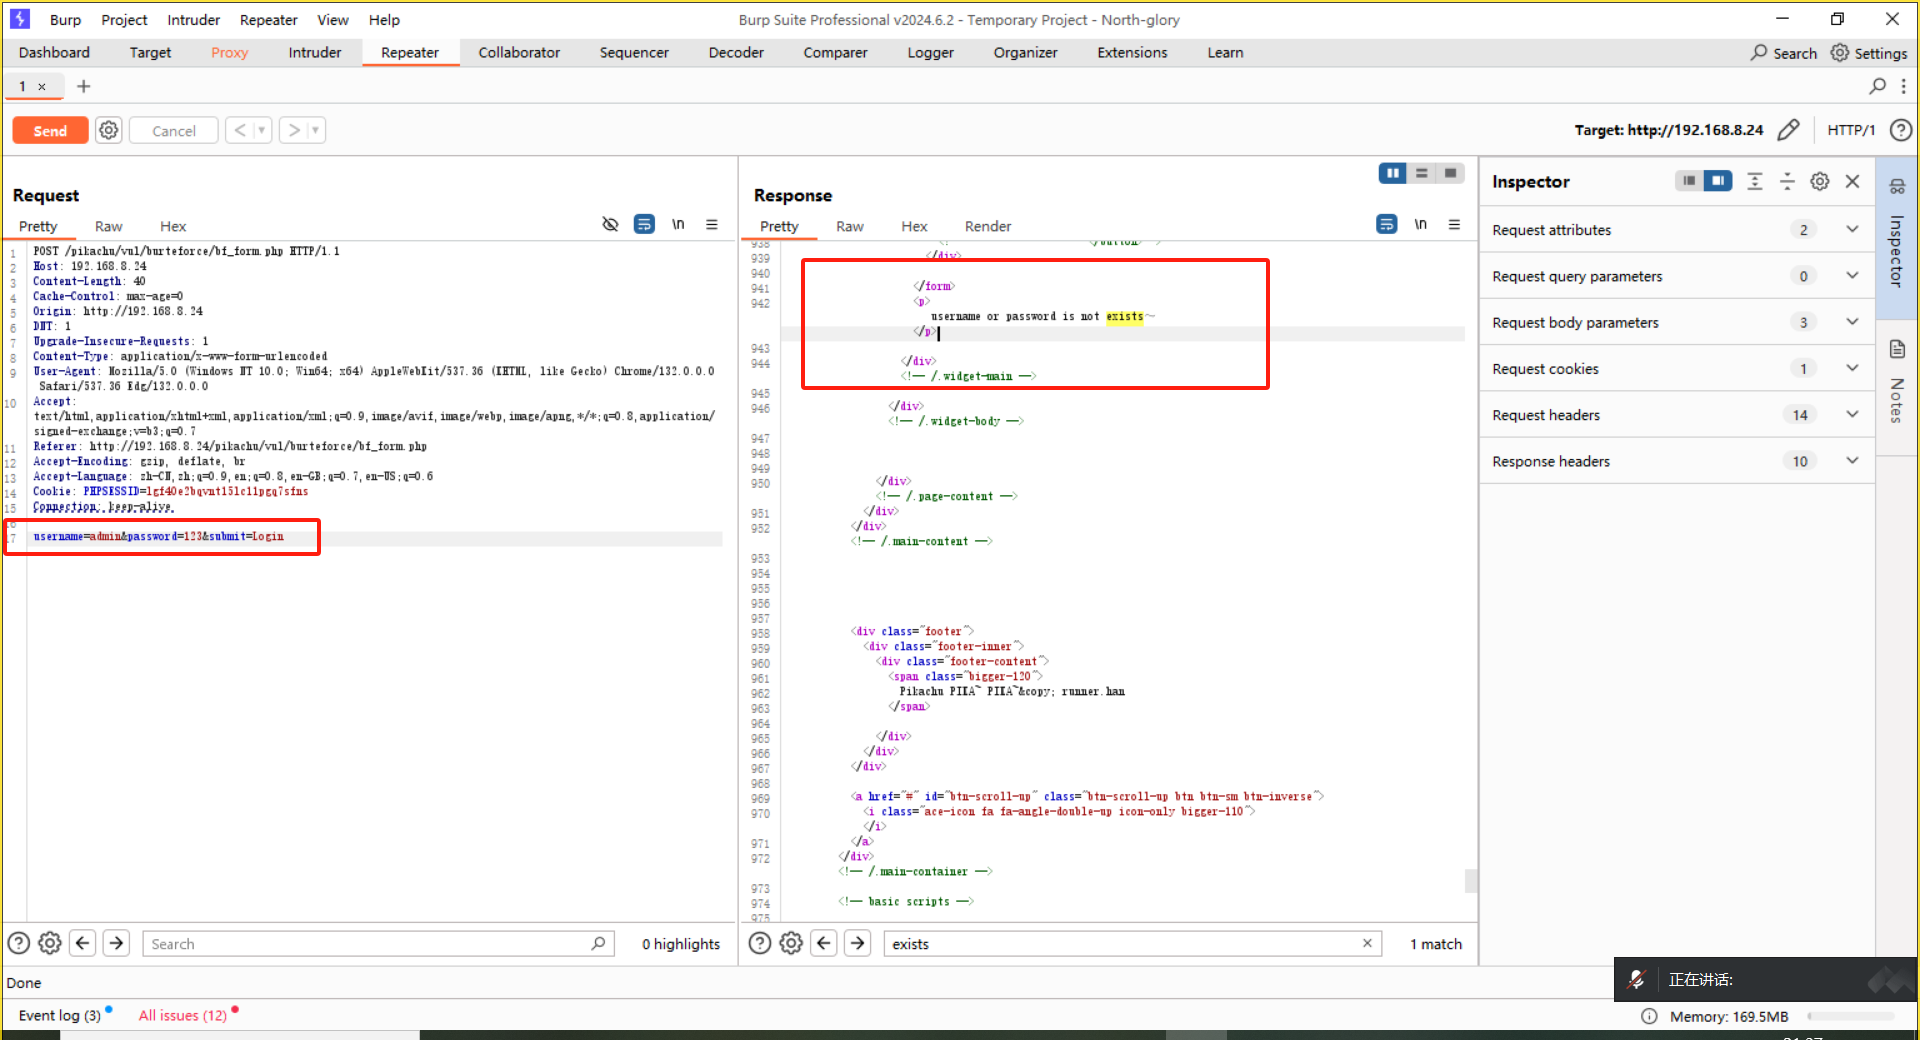 Burp Project Intruder Repeater View Help
Burp Suite Professional v2024.6.2 - Temporary Project - North-glory
Dashboard Target Proxy Intruder Repeater Collaborator Sequencer Decoder Comparer Logger Organizer Extensions Learn
Search Settings
1 × +
Send Cancel < >
Target: http://192.168.8.24 HTTP/1
Request
Pretty Raw Hex
\n
1 POST /pikachu/vul/burteforce/bf_form.php HTTP/1.1
2 Host: 192.168.8.24
3 Content-Length: 40
4 Cache-Control: max-age=0
5 Origin: http://192.168.8.24
6 DNT: 1
7 Upgrade-Insecure-Requests: 1
8 Content-Type: application/x-www-form-urlencoded
9 User-Agent: Mozilla/5.0 (Windows NT 10.0; Win64; x64) AppleWebKit/537.36 (KHTML, like Gecko) Chrome/132.0.0.0
Safari/537.36 Edg/132.0.0.0
10 Accept:
text/html,application/xhtml+xml,application/xml;q=0.9,image/avif,image/webp,image/apng,*/*;q=0.8,application/
signed-exchange;v=b3;q=0.7
11 Referer: http://192.168.8.24/pikachu/vul/burteforce/bf_form.php
12 Accept-Encoding: gzip, deflate, br
13 Accept-Language: zh-CN,zh;q=0.9,en;q=0.8,en-GB;q=0.7,en-US;q=0.6
14 Cookie: PHPSESSID=lgf40e2bqvnt15lc11pgq7sfns
15 Connection: keep-alive
16
17 username=admin&password=123&submit=Login
Search
0 highlights
Response
Pretty Raw Hex Render
\n
938 <!-- </button> -->
939 </div>
940
941 </form>
942 <p>
username or password is not exists～
</p>
943
944 </div>
<!-- /.widget-main -->
945
946 </div>
<!-- /.widget-body -->
947
948
949
950 </div>
<!-- /.page-content -->
951 </div>
952 </div>
<!-- /.main-content -->
953
954
955
956
957
958 <div class="footer">
959 <div class="footer-inner">
960 <div class="footer-content">
961 <span class="bigger-120">
962 Pikachu PIKA~ PIKA~&copy; runner.han
963 </span>
964
965 </div>
966 </div>
967 </div>
968
969 <a href="#" id="btn-scroll-up" class="btn-scroll-up btn btn-sm btn-inverse">
970 <i class="ace-icon fa fa-angle-double-up icon-only bigger-110">
</i>
971 </a>
972 </div>
<!-- /.main-container -->
973
974 <!-- basic scripts -->
975
exists ×
1 match
Inspector
Request attributes 2
Request query parameters 0
Request body parameters 3
Request cookies 1
Request headers 14
Response headers 10
Inspector
Notes
Done
正在讲话:
Event log (3) All issues (12)
Memory: 169.5MB